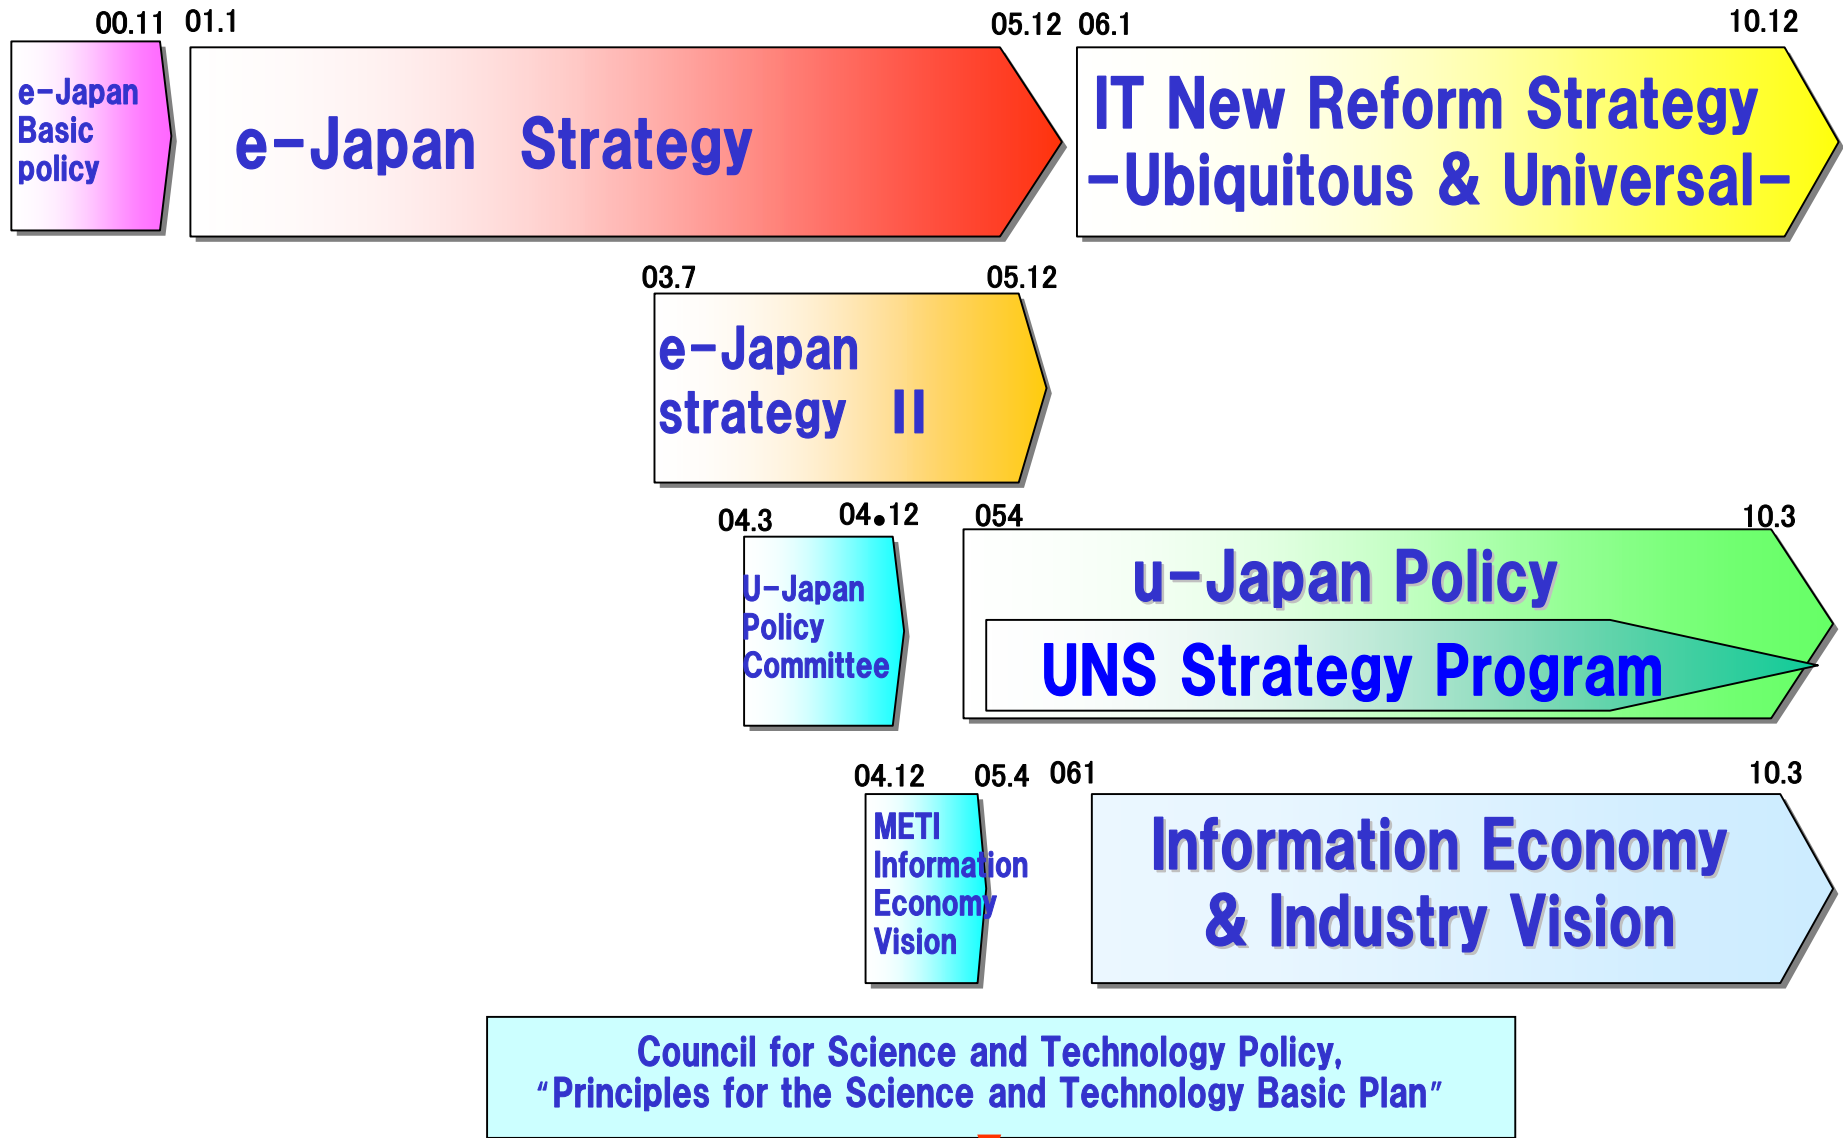 00.11 01.1 05.12 06.1 10.12
e-Japan
Basic
policy
e-Japan Strategy
IT New Reform Strategy
-Ubiquitous & Universal-
03.7 05.12
e-Japan
strategy II
04.3 04•12 054 10.3
U-Japan
Policy
Committee
u-Japan Policy
UNS Strategy Program
04.12 05.4 061 10.3
METI
Information
Economy
Vision
Information Economy
& Industry Vision
Council for Science and Technology Policy,
“Principles for the Science and Technology Basic Plan”